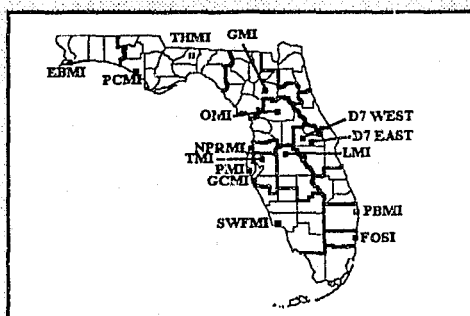 GMI
THMI
EBMI
PCMI
OMI
D7 WEST
D7 EAST
NPRMI
TMI
LMI
PMI
GCMI
PBMI
SWFMI
FOSI